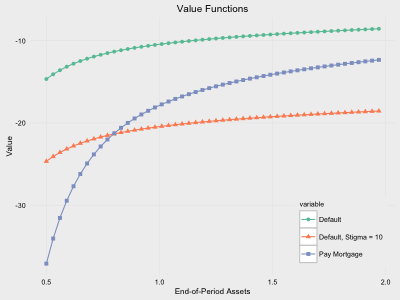 Value Functions
-10
-20
-30
Value
0.5
1.0
1.5
2.0
End-of-Period Assets
variable
Default
Default, Stigma = 10
Pay Mortgage